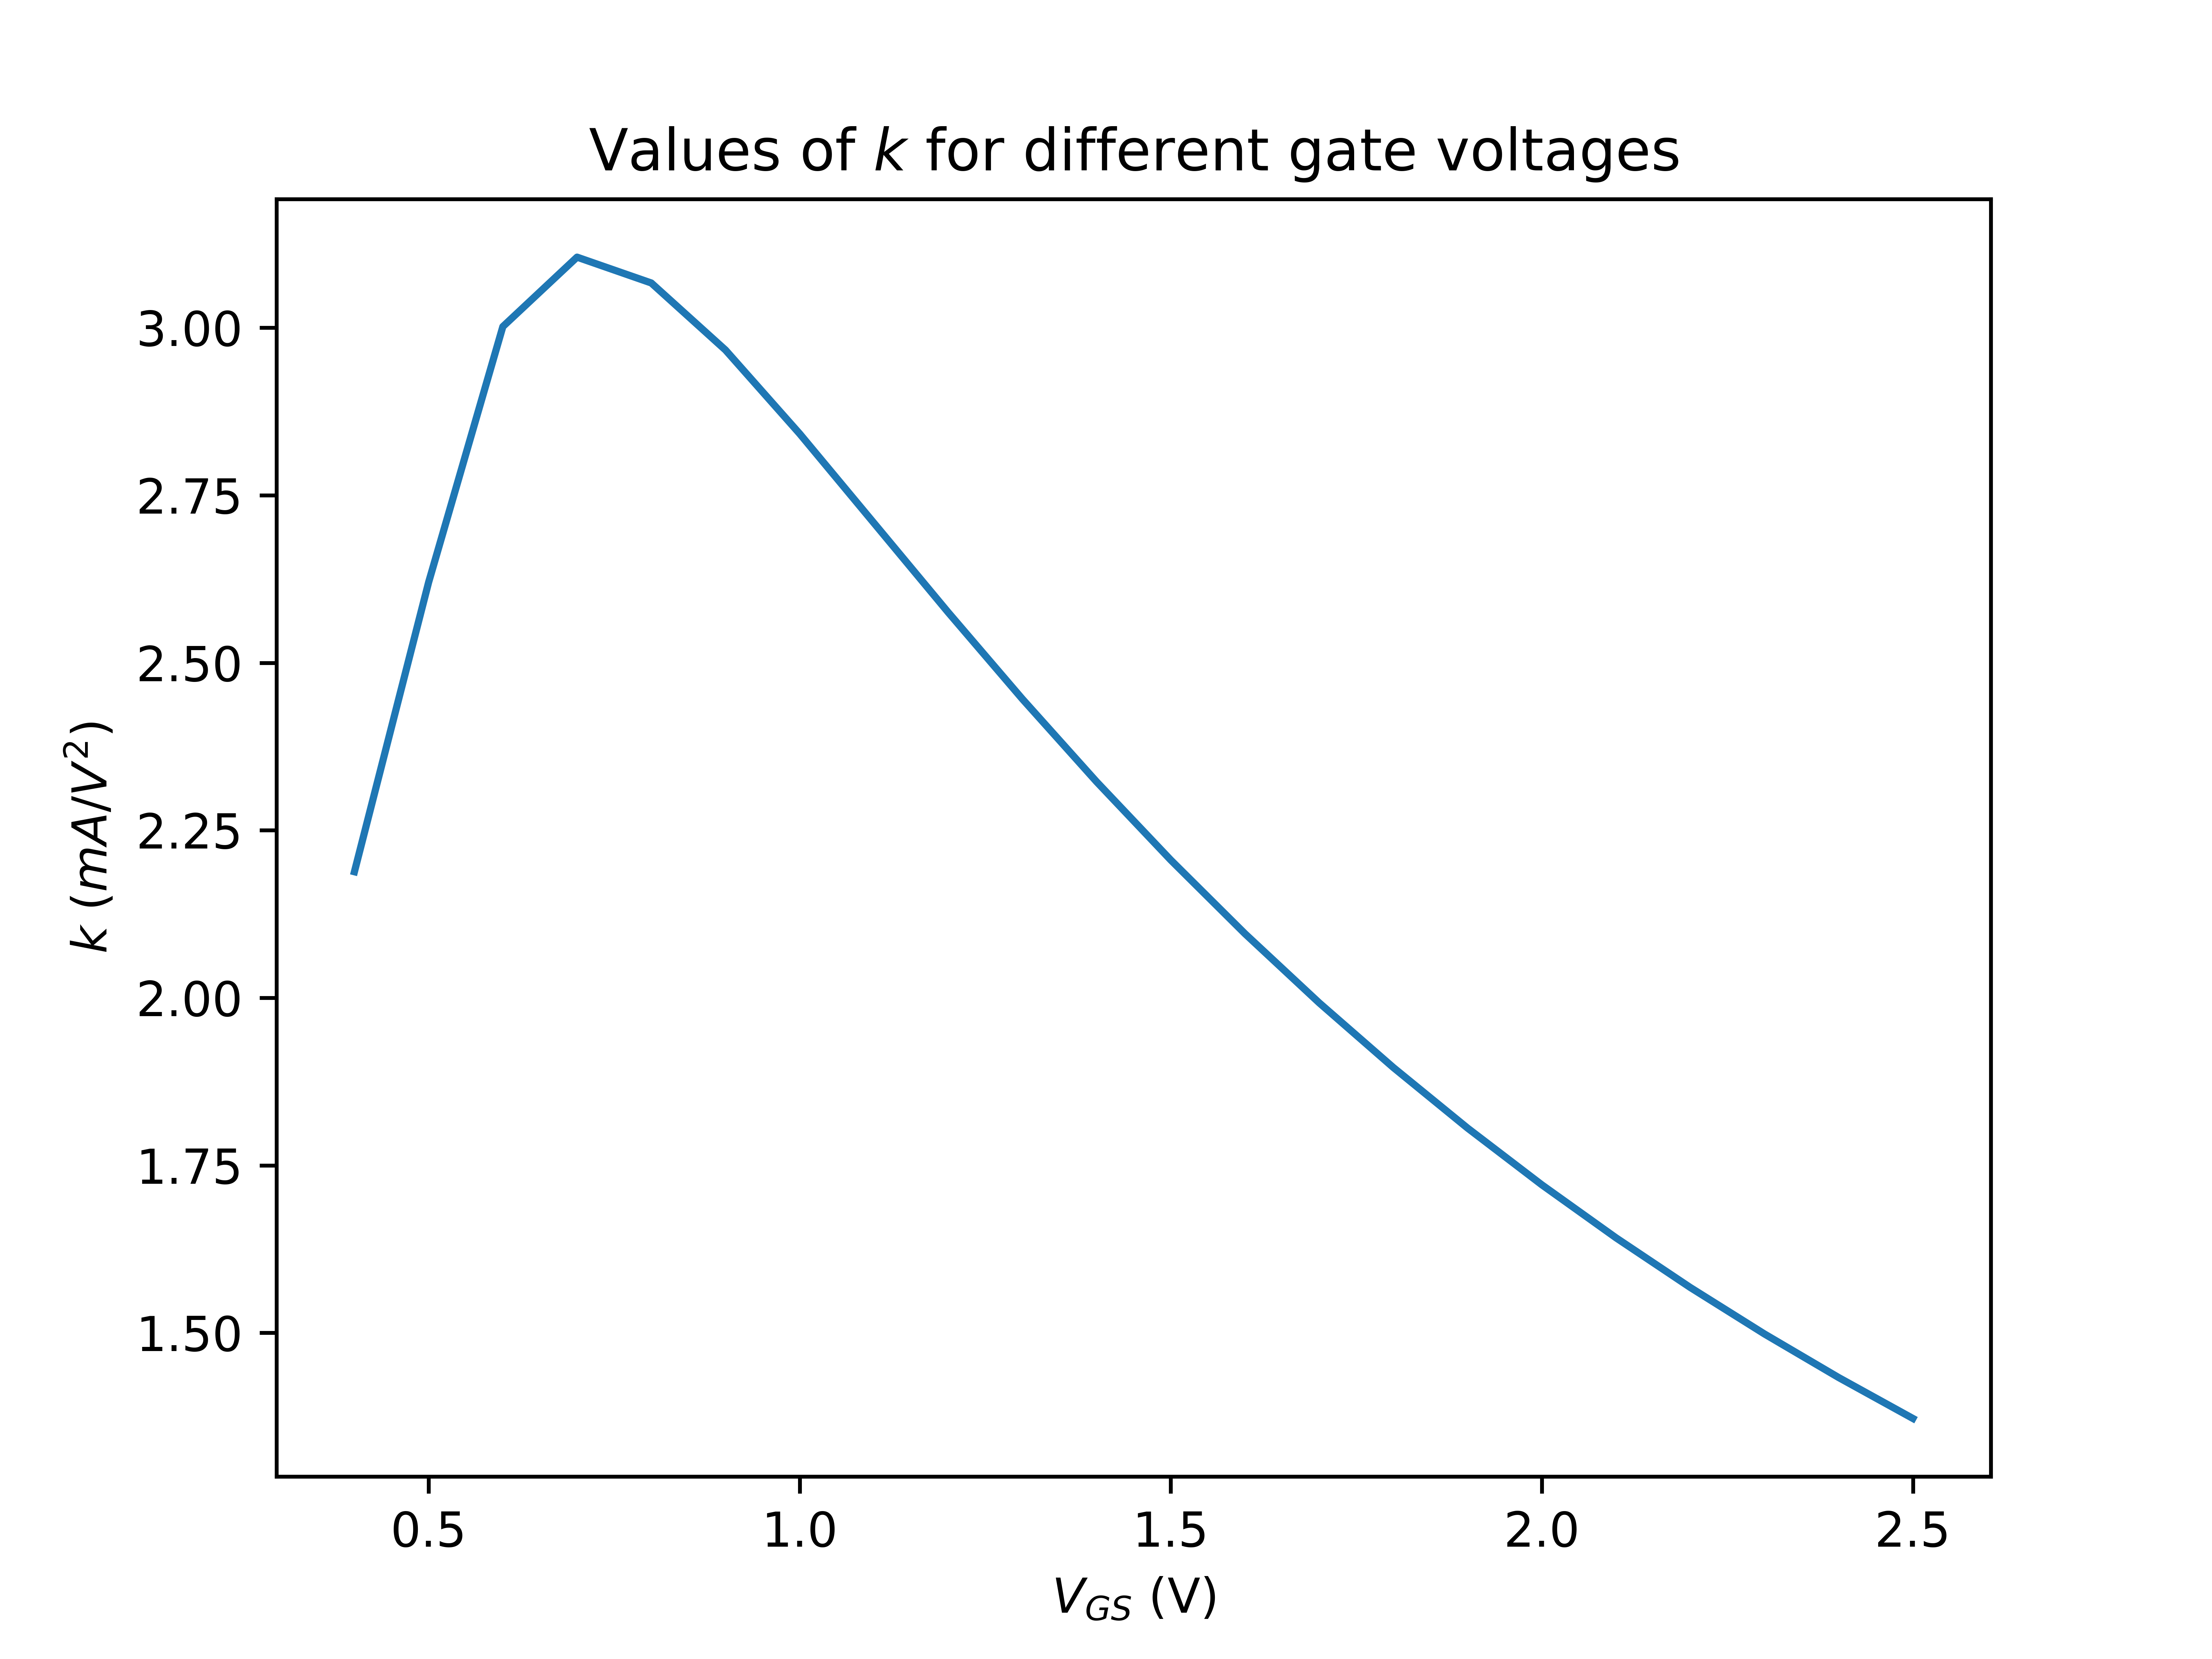 Values of k for different gate voltages
3.00
2.75
2.50
2.25
2.00
1.75
1.50
k (mA/V²)
0.5 1.0 1.5 2.0 2.5
V_GS (V)